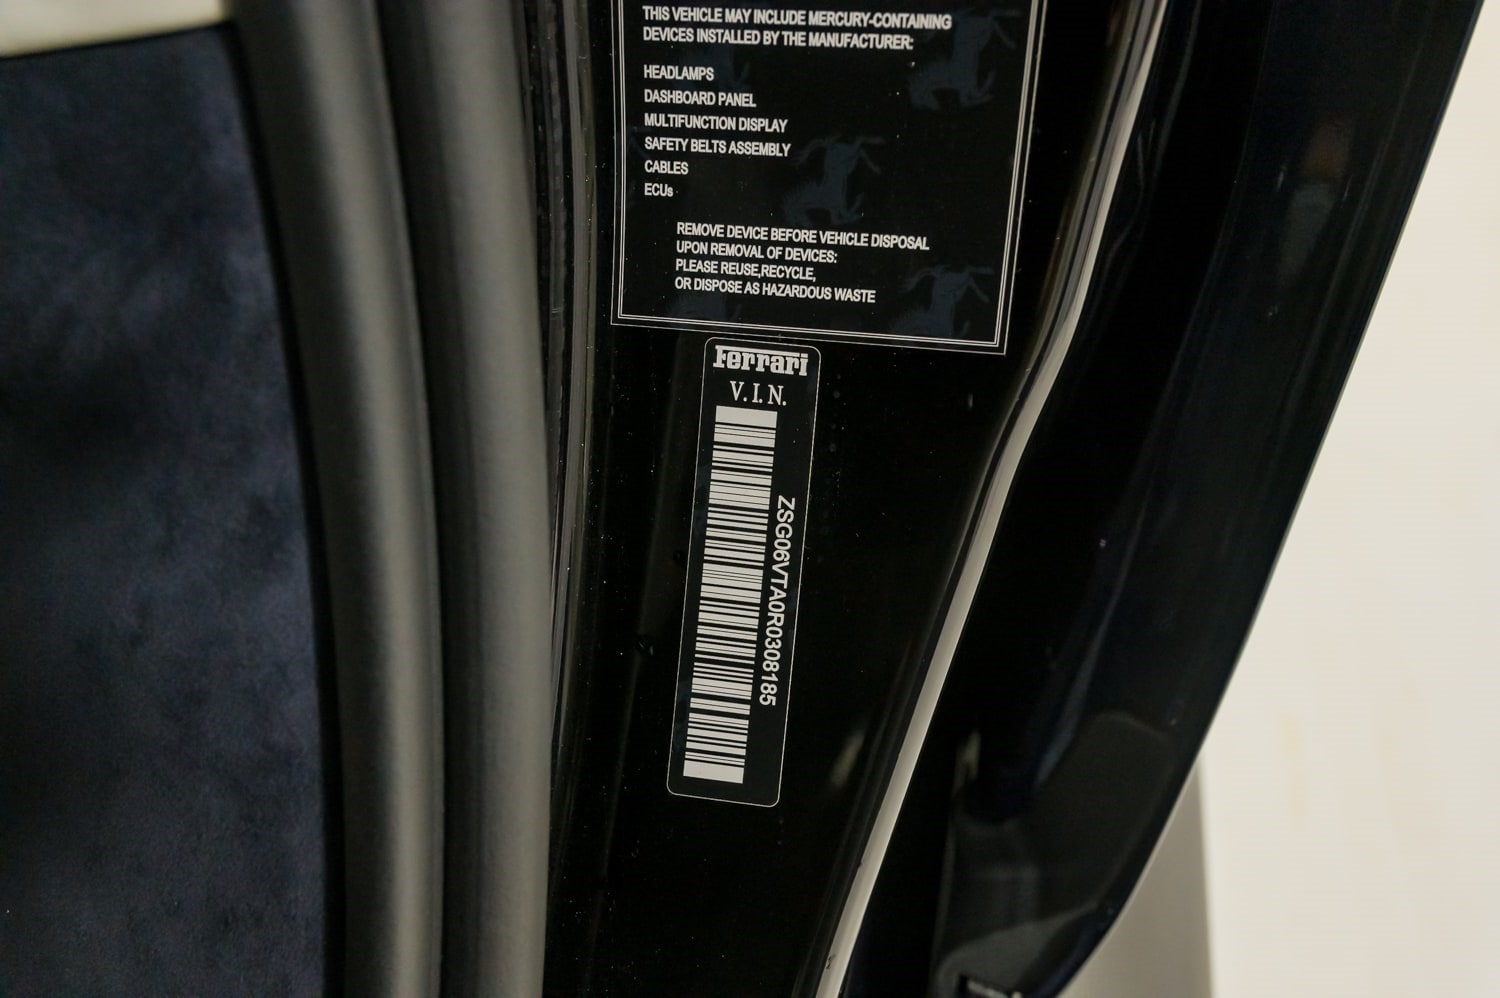 THIS VEHICLE MAY INCLUDE MERCURY-CONTAINING
DEVICES INSTALLED BY THE MANUFACTURER:
HEADLAMPS
DASHBOARD PANEL
MULTIFUNCTION DISPLAY
SAFETY BELTS ASSEMBLY
CABLES
ECUs
REMOVE DEVICE BEFORE VEHICLE DISPOSAL
UPON REMOVAL OF DEVICES:
PLEASE REUSE,RECYCLE,
OR DISPOSE AS HAZARDOUS WASTE
Ferrari
V.I.N.
ZSG06VTA0R0308185